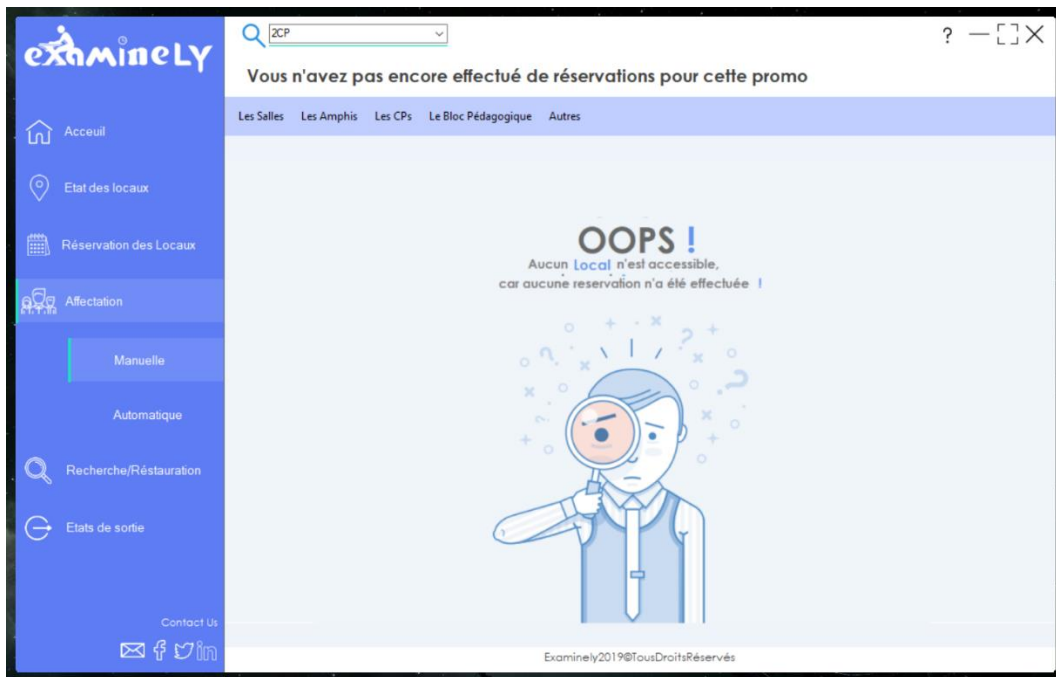 examinely
Acceuil
Etat des locaux
Réservation des Locaux
Affectation
Manuelle
Automatique
Recherche/Réstauration
Etats de sortie
Contact Us
2CP
?
Vous n'avez pas encore effectué de réservations pour cette promo
Les Salles Les Amphis Les CPs Le Bloc Pédagogique Autres
OOPS !
Aucun Local n'est accessible,
car aucune reservation n'a été effectuée !
Examinely2019©TousDroitsRéservés